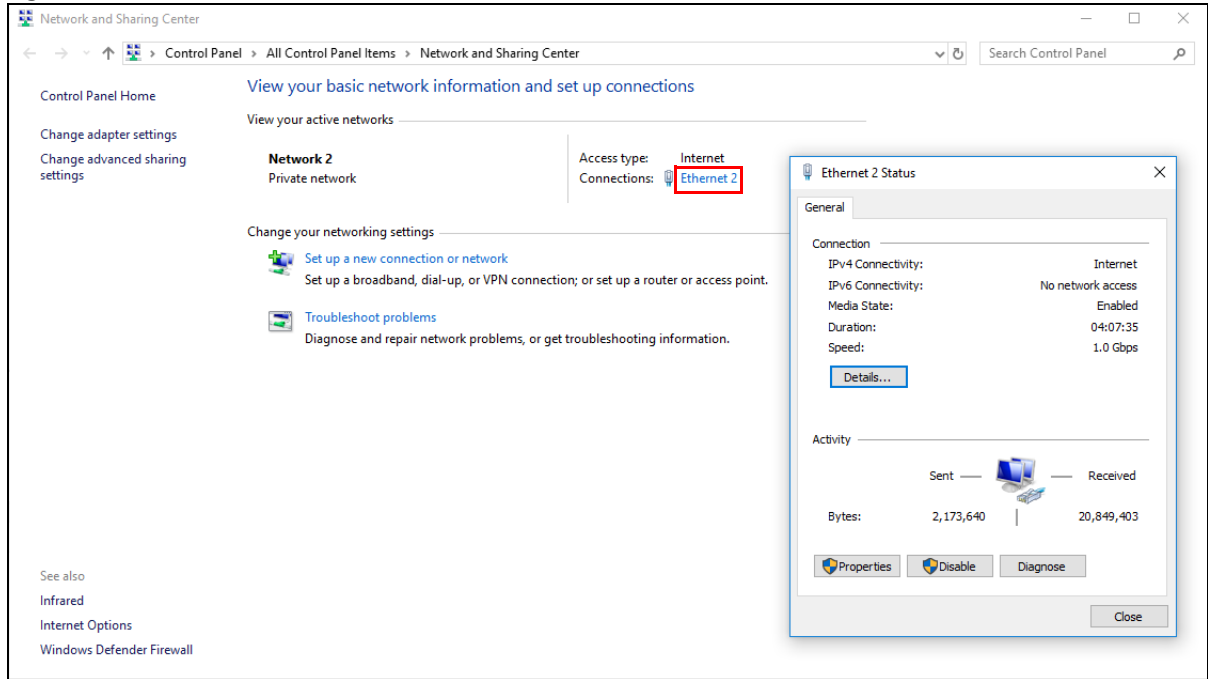 Network and Sharing Center
Control Panel > All Control Panel Items > Network and Sharing Center
Search Control Panel
Control Panel Home
Change adapter settings
Change advanced sharing
settings
View your basic network information and set up connections
View your active networks
Network 2
Private network
Access type: Internet
Connections: Ethernet 2
Change your networking settings
Set up a new connection or network
Set up a broadband, dial-up, or VPN connection; or set up a router or access point.
Troubleshoot problems
Diagnose and repair network problems, or get troubleshooting information.
See also
Infrared
Internet Options
Windows Defender Firewall
Ethernet 2 Status
General
Connection
IPv4 Connectivity: Internet
IPv6 Connectivity: No network access
Media State: Enabled
Duration: 04:07:35
Speed: 1.0 Gbps
Details...
Activity
Sent Received
Bytes: 2,173,640 20,849,403
Properties Disable Diagnose
Close